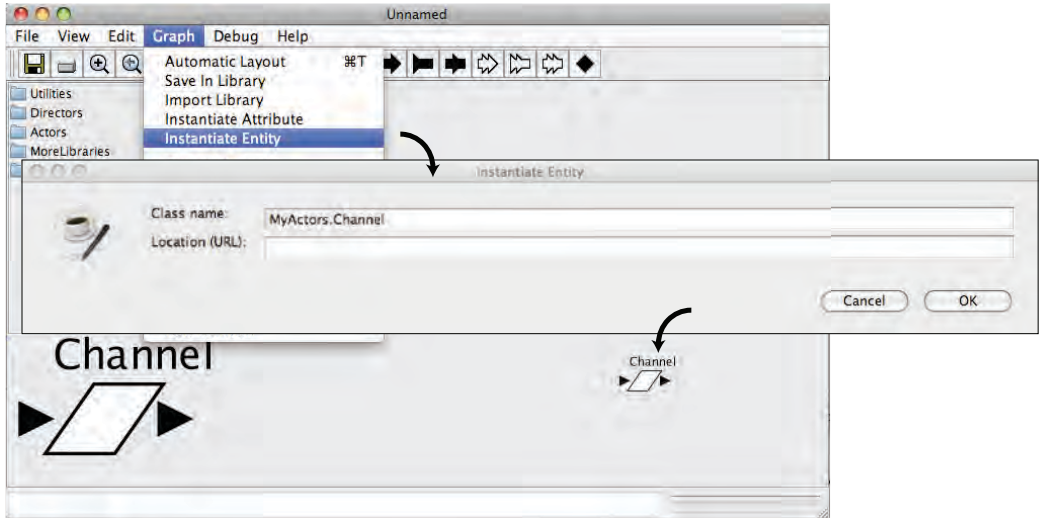 Unnamed
File View Edit Graph Debug Help
Automatic Layout ⌘T
Save In Library
Import Library
Instantiate Attribute
Instantiate Entity
Utilities
Directors
Actors
MoreLibraries
Instantiate Entity
Class name: MyActors.Channel
Location (URL):
Cancel OK
Channel
Channel